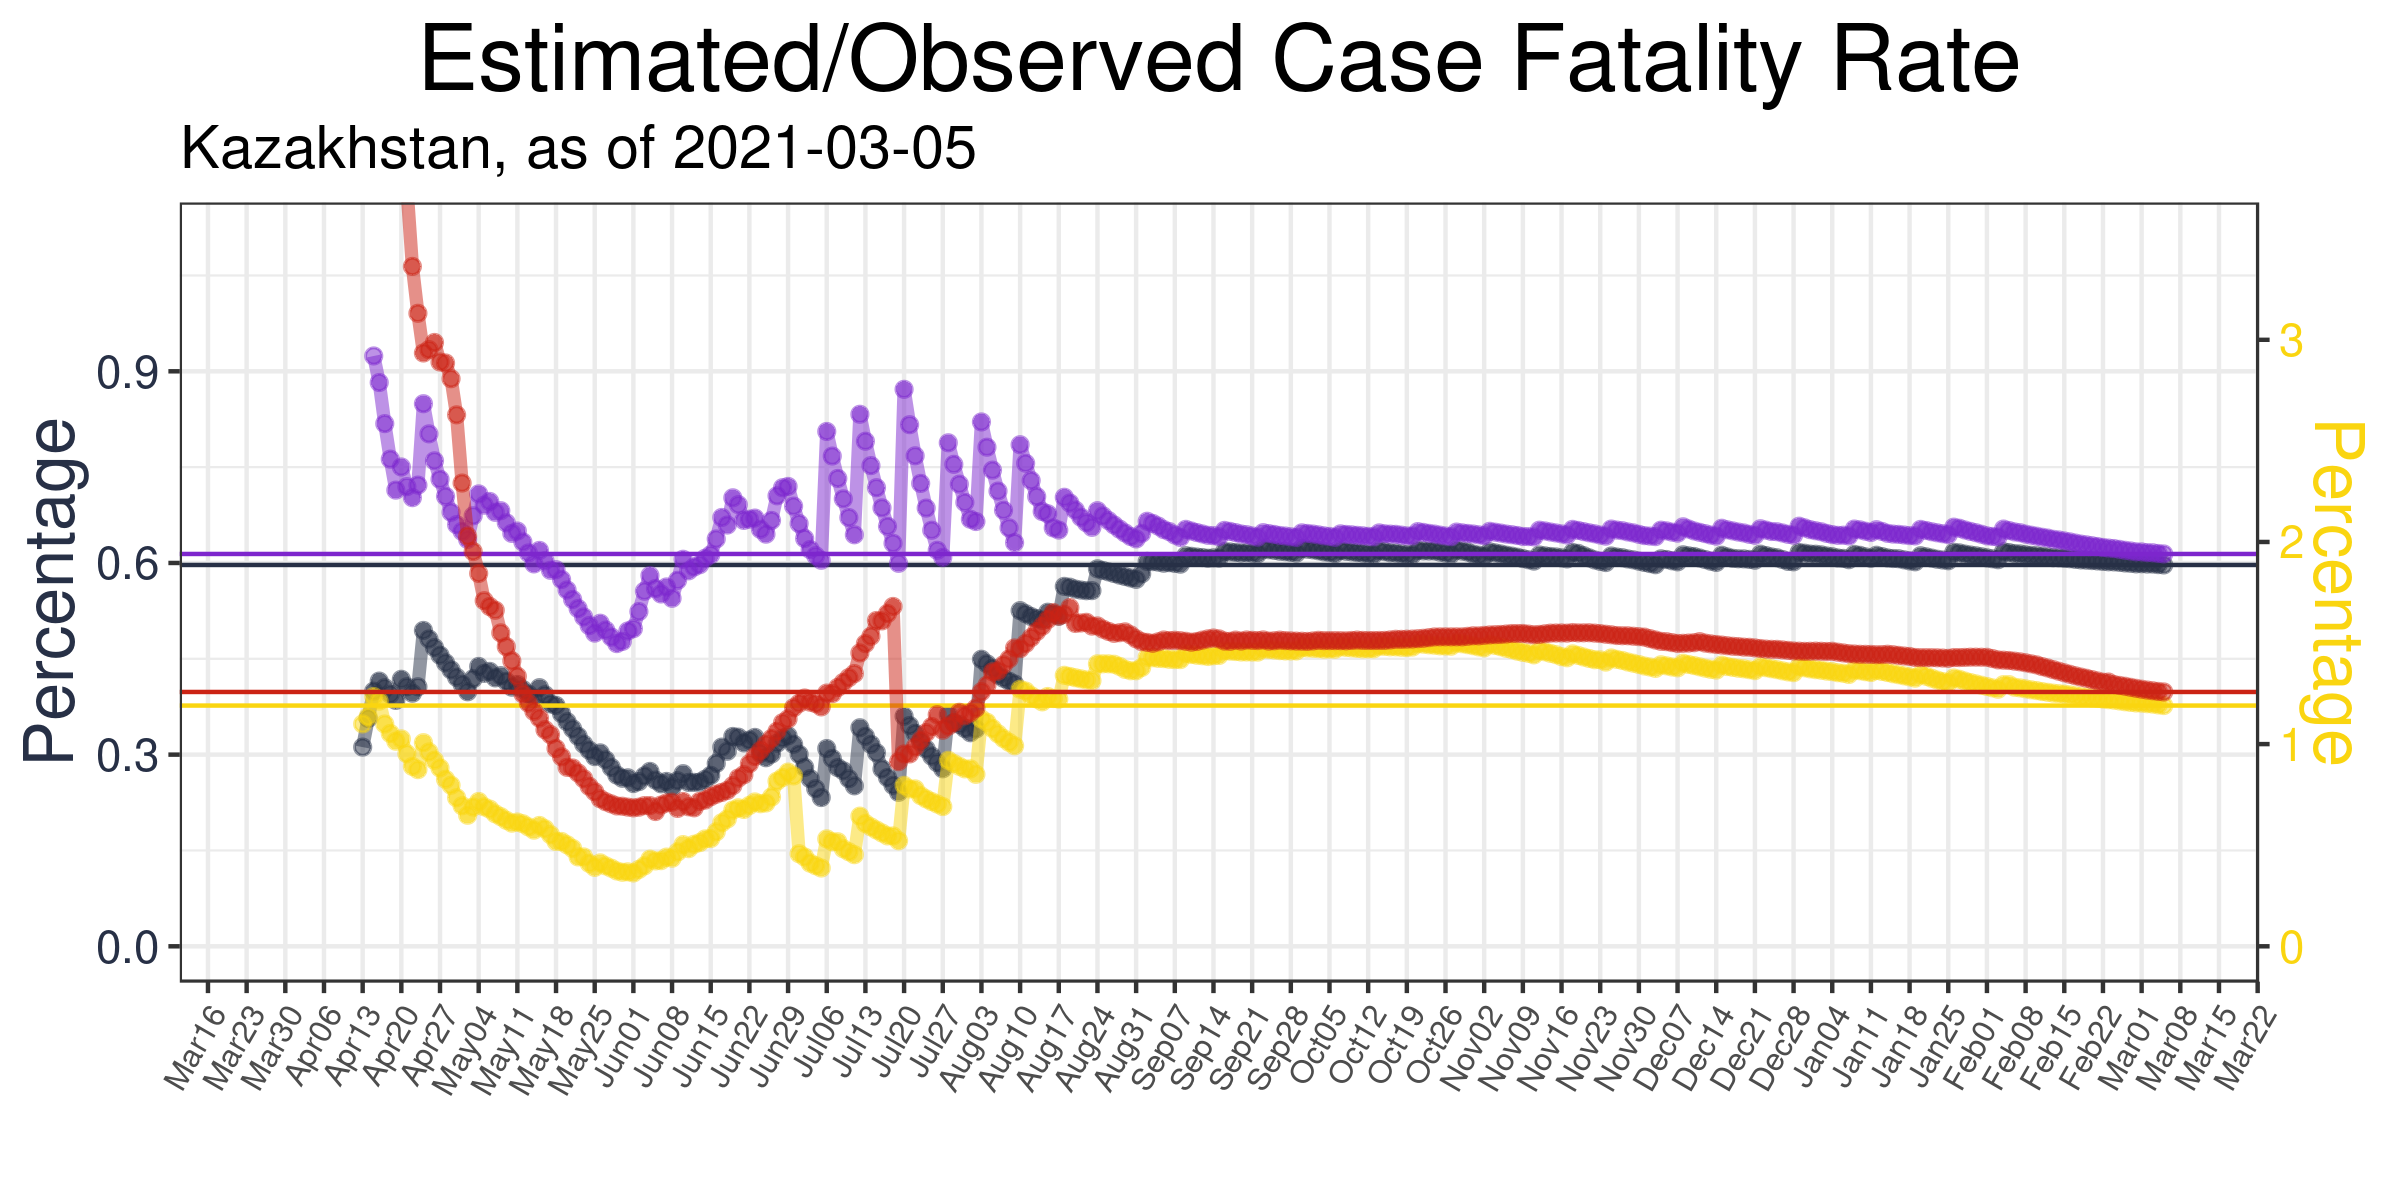 Estimated/Observed Case Fatality Rate
Kazakhstan, as of 2021-03-05
Percentage
0.9
0.6
0.3
0.0
3
2
1
0
Percentage
Mar16
Mar23
Mar30
Apr06
Apr13
Apr20
Apr27
May04
May11
May18
May25
Jun01
Jun08
Jun15
Jun22
Jun29
Jul06
Jul13
Jul20
Jul27
Aug03
Aug10
Aug17
Aug24
Aug31
Sep07
Sep14
Sep21
Sep28
Oct05
Oct12
Oct19
Oct26
Nov02
Nov09
Nov16
Nov23
Nov30
Dec07
Dec14
Dec21
Dec28
Dec04
Jan11
Jan18
Jan25
Feb01
Feb08
Feb15
Feb22
Mar01
Mar08
Mar15
Mar22